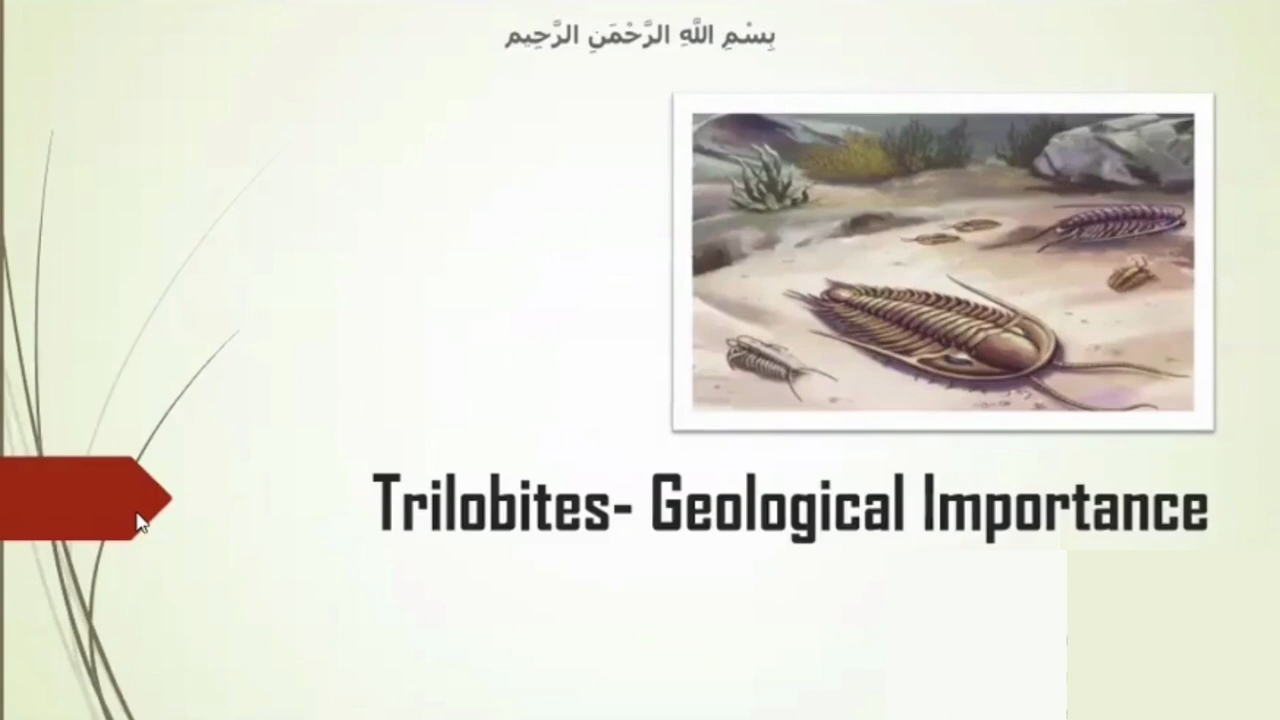 بِسْمِ اللَّهِ الرَّحْمَنِ الرَّحِيم
Trilobites- Geological Importance